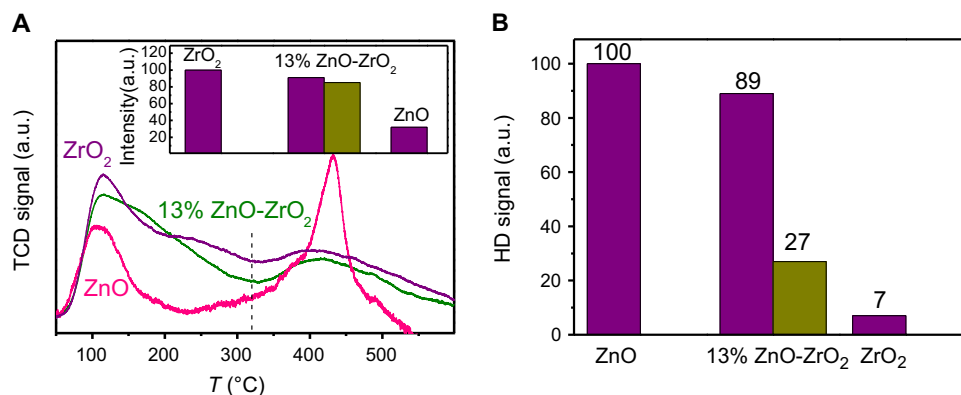 A
TCD signal (a.u.)
ZrO₂
13% ZnO-ZrO₂
ZnO
100 200 300 400 500
T (°C)
Intensity(a.u.)
120
100
80
60
40
20
ZrO₂
13% ZnO-ZrO₂
ZnO
B
HD signal (a.u.)
100
80
60
40
20
0
100
89
27
7
ZnO 13% ZnO-ZrO₂ ZrO₂